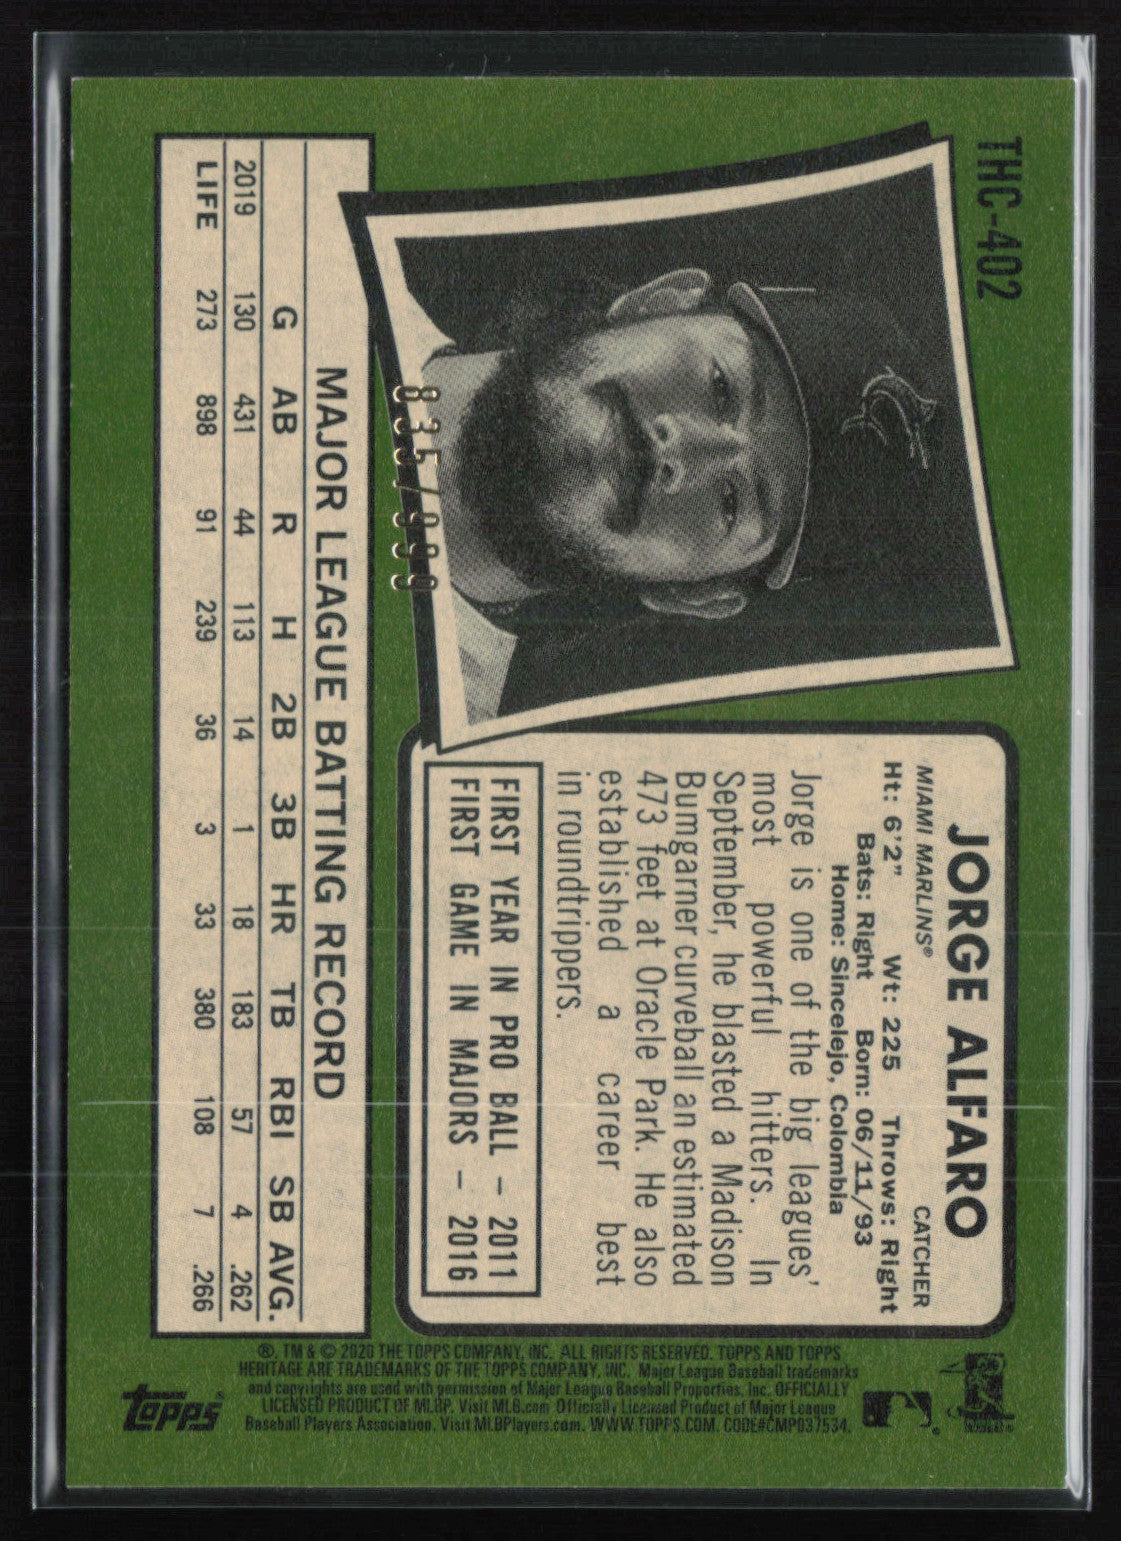 THC-402
JORGE ALFARO
MIAMI MARLINS® CATCHER
Ht: 6'2" Wt: 225 Throws: Right
Bats: Right Born: 06/11/93
Home: Sincelejo, Colombia
Jorge is one of the big leagues'
most powerful hitters. In
September, he blasted a Madison
Bumgarner curveball an estimated
473 feet at Oracle Park. He also
established a career best
in roundtrippers.
FIRST YEAR IN PRO BALL – 2011
FIRST GAME IN MAJORS – 2016
835/999
MAJOR LEAGUE BATTING RECORD
G AB R H 2B 3B HR TB RBI SB AVG.
2019 130 431 44 113 14 1 18 183 57 4 .262
LIFE 273 898 91 239 36 3 33 380 108 7 .266
®, TM & © 2020 THE TOPPS COMPANY, INC. ALL RIGHTS RESERVED. TOPPS AND TOPPS
HERITAGE ARE TRADEMARKS OF THE TOPPS COMPANY, INC. Major League Baseball trademarks
and copyrights are used with permission of Major League Baseball Properties, Inc. OFFICIALLY
LICENSED PRODUCT OF MLBP. Visit MLB.com Officially Licensed Product of Major League
Baseball Players Association. Visit MLBPlayers.com. WWW.TOPPS.COM. CODE#CMP037534.
topps